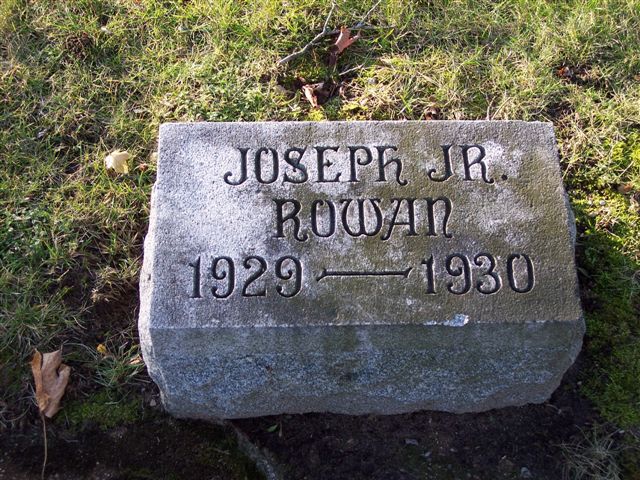 JOSEPH JR.
ROWAN
1929 — 1930